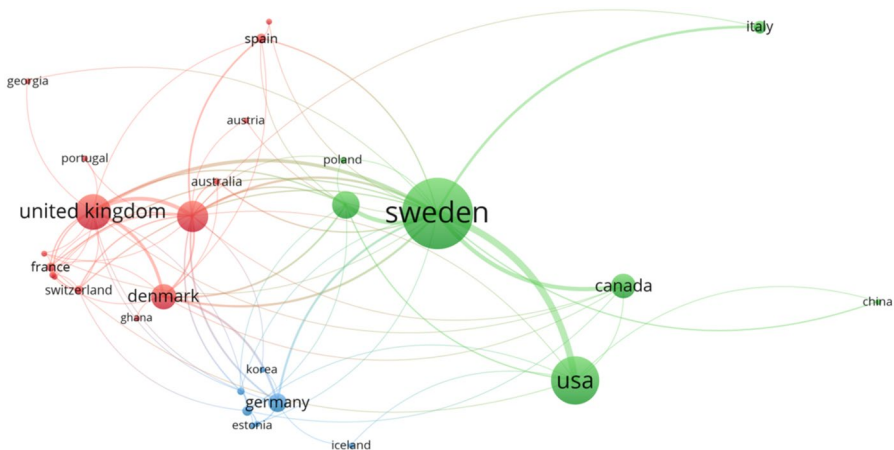 italy
spain
georgia
austria
portugal
poland
australia
united kingdom
sweden
france
switzerland
denmark
ghana
canada
china
korea
usa
germany
estonia
iceland